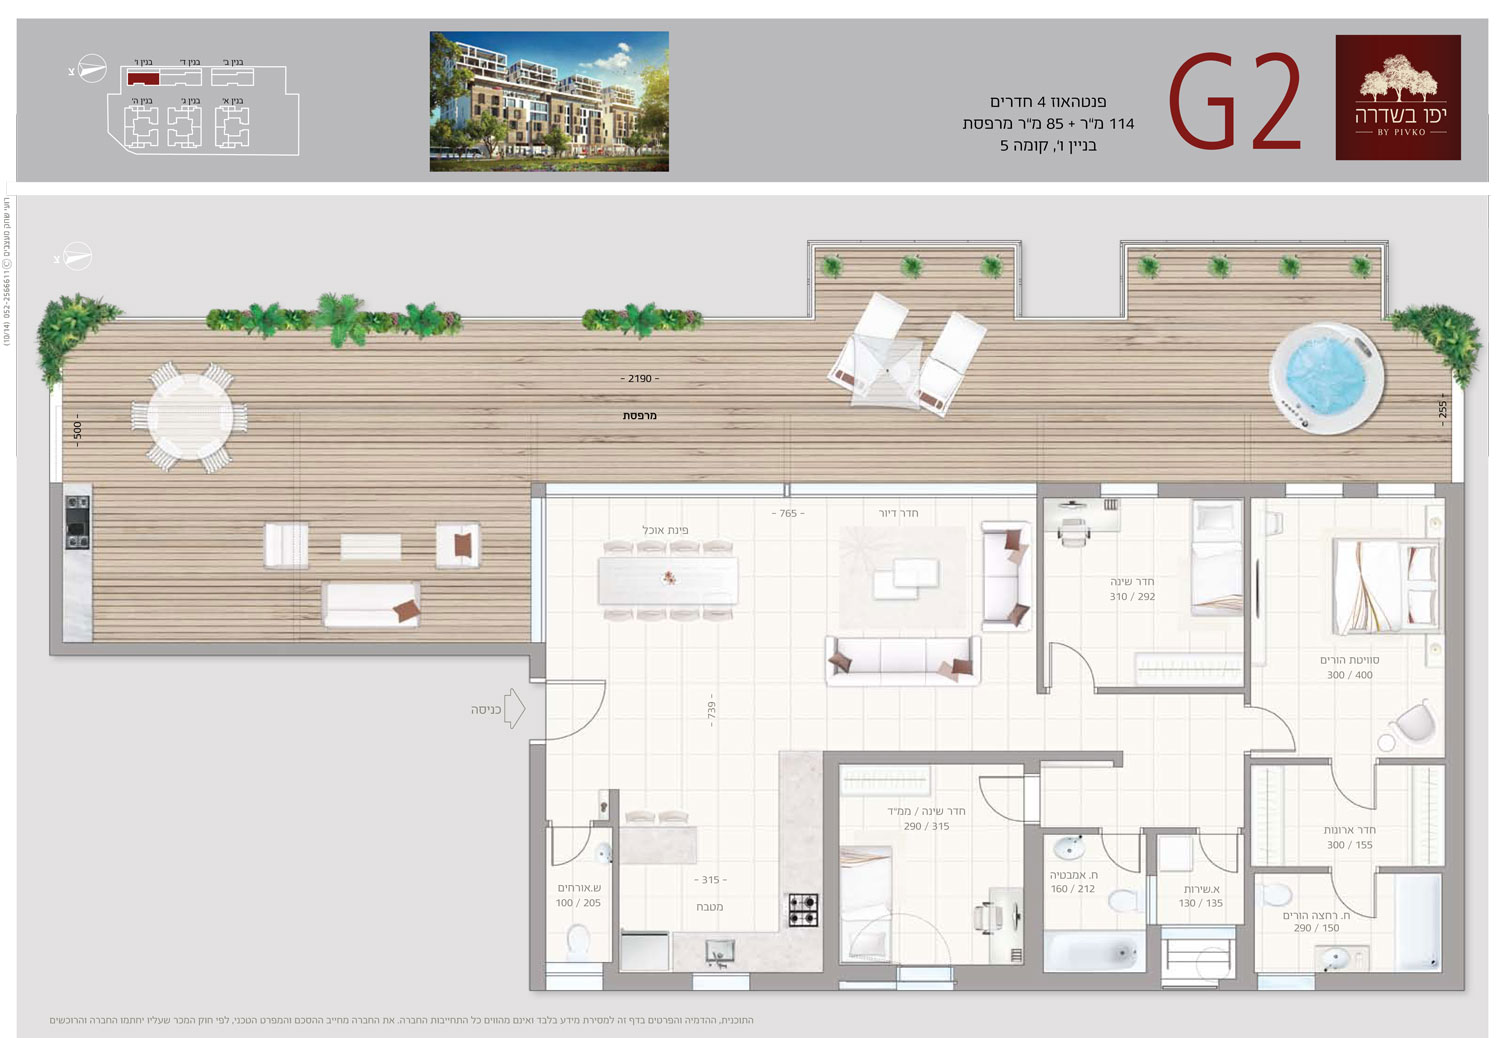 יפו בשדרה
BY PIVKO
G2
פנטהאוז 4 חדרים
114 מ"ר + 85 מ"ר מרפסת
בניין ו', קומה 5
בנין ב'
בנין ד'
בנין ו'
בנין א'
בנין ג'
בנין ה'
צ
צ
רועי שחק מעצבים © 052-2566611 (10/14)
- 2190 -
מרפסת
- 500 -
- 255 -
- 765 -
חדר דיור
פינת אוכל
חדר שינה
310 / 292
סוויטת הורים
300 / 400
כניסה
- 739 -
חדר שינה / ממ"ד
290 / 315
חדר ארונות
300 / 155
- 315 -
מטבח
ש.אורחים
100 / 205
ח. אמבטיה
160 / 212
א.שירות
130 / 135
ח. רחצה הורים
290 / 150
התוכנית, ההדמיה והפרטים בדף זה למסירת מידע בלבד ואינם מהווים כל התחייבות החברה. את החברה מחייב ההסכם והמפרט הטכני, לפי חוק המכר שעליו יחתמו החברה והרוכשים